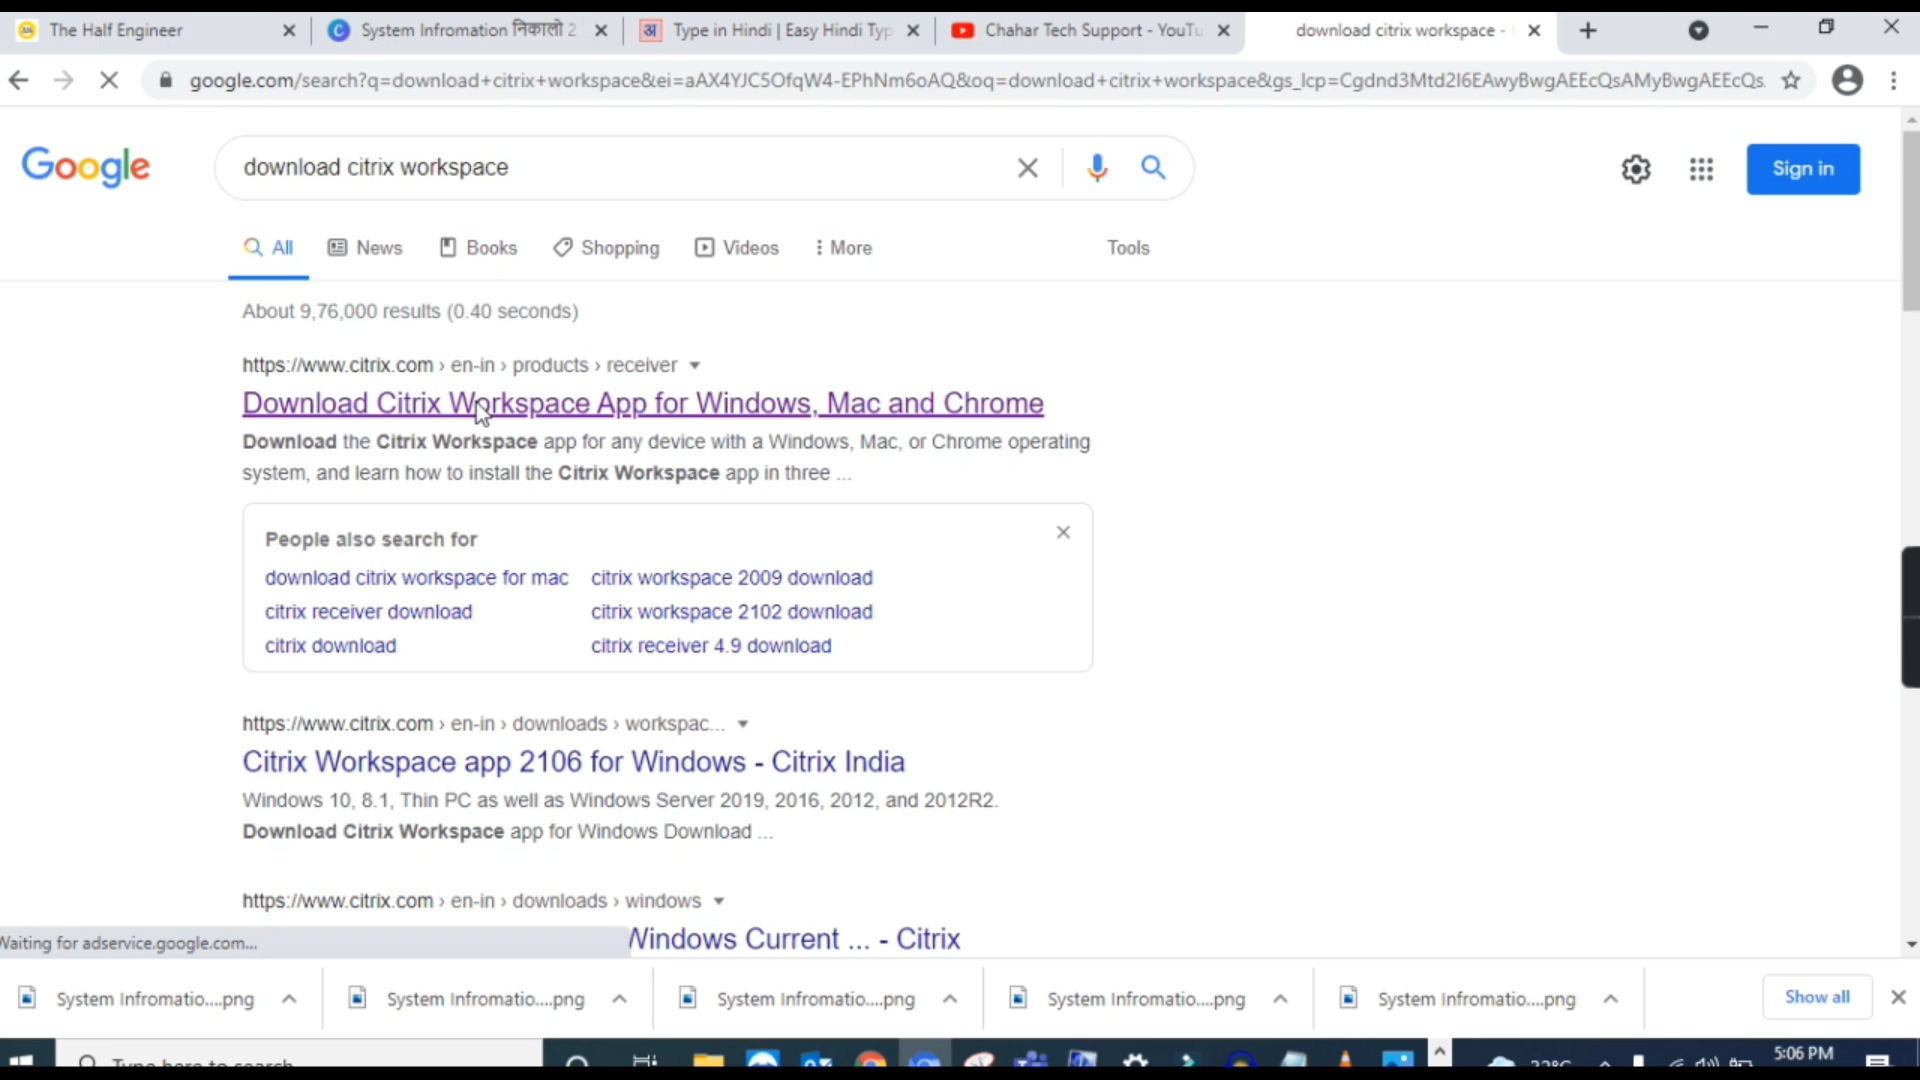 The Half Engineer
System Infromation निकालो 2
Type in Hindi | Easy Hindi Typ
Chahar Tech Support - YouTu
download citrix workspace -
google.com/search?q=download+citrix+workspace&ei=aAX4YJC5OfqW4-EPhNm6oAQ&oq=download+citrix+workspace&gs_lcp=Cgdnd3Mtd2l6EAwyBwgAEEcQsAMyBwgAEEcQs
Google
download citrix workspace
Sign in
All
News
Books
Shopping
Videos
More
Tools
About 9,76,000 results (0.40 seconds)
https://www.citrix.com › en-in › products › receiver
Download Citrix Workspace App for Windows, Mac and Chrome
Download the Citrix Workspace app for any device with a Windows, Mac, or Chrome operating
system, and learn how to install the Citrix Workspace app in three ...
People also search for
download citrix workspace for mac citrix workspace 2009 download
citrix receiver download citrix workspace 2102 download
citrix download citrix receiver 4.9 download
https://www.citrix.com › en-in › downloads › workspac...
Citrix Workspace app 2106 for Windows - Citrix India
Windows 10, 8.1, Thin PC as well as Windows Server 2019, 2016, 2012, and 2012R2.
Download Citrix Workspace app for Windows Download ...
https://www.citrix.com › en-in › downloads › windows
Windows Current ... - Citrix
Waiting for adservice.google.com...
System Infromatio....png
System Infromatio....png
System Infromatio....png
System Infromatio....png
System Infromatio....png
Show all
Type here to search
5:06 PM